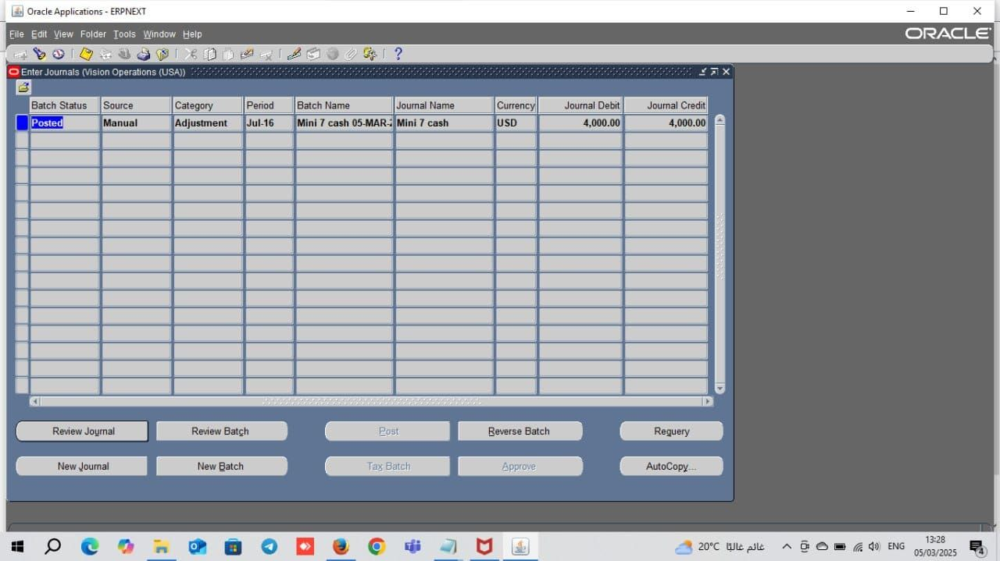 Oracle Applications - ERPNEXT
File Edit View Folder Tools Window Help
ORACLE
Enter Journals (Vision Operations (USA))
Batch Status Source Category Period Batch Name Journal Name Currency Journal Debit Journal Credit
Posted Manual Adjustment Jul-16 Mini 7 cash 05-MAR-2 Mini 7 cash USD 4,000.00 4,000.00
Review Journal Review Batch Post Reverse Batch Requery
New Journal New Batch Tax Batch Approve AutoCopy...
20°C غائم غالبًا ENG 13:28
05/03/2025 4